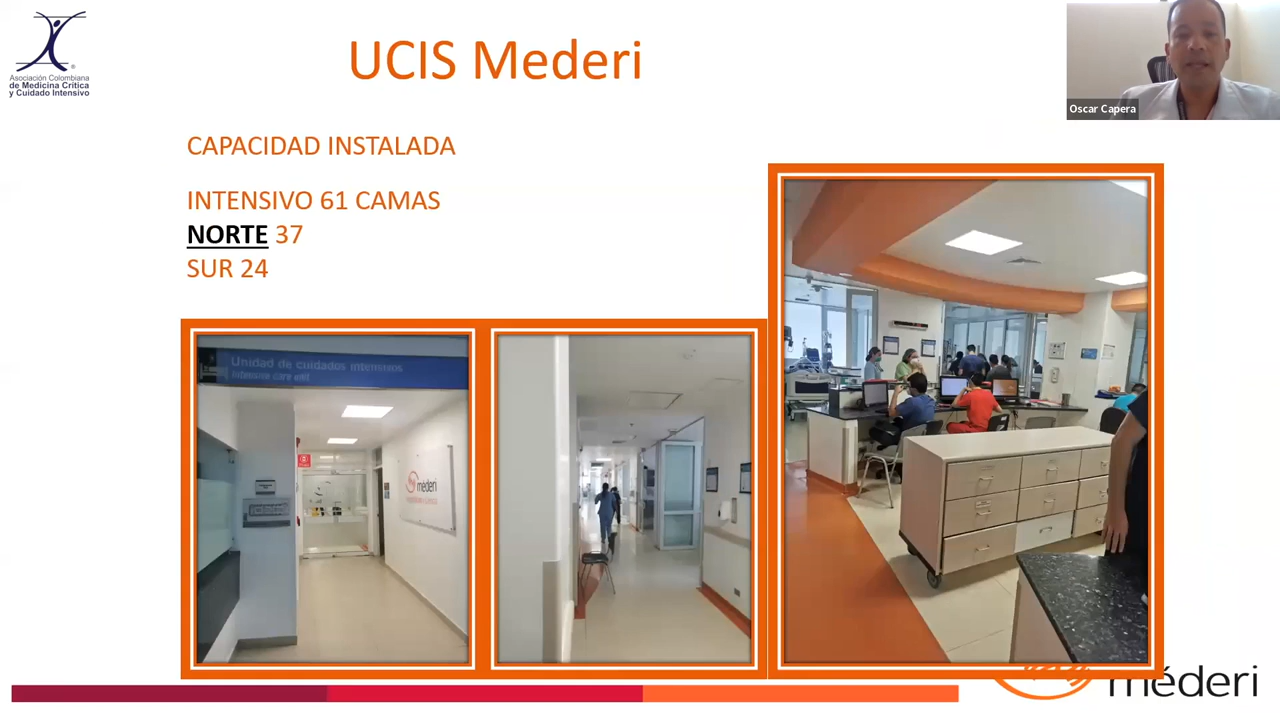 Asociación Colombiana
de Medicina Crítica
y Cuidado Intensivo
UCIS Mederi
Oscar Capera
CAPACIDAD INSTALADA
INTENSIVO 61 CAMAS
NORTE 37
SUR 24
Unidad de cuidados intensivos
Intensive care unit
méderi
méderi